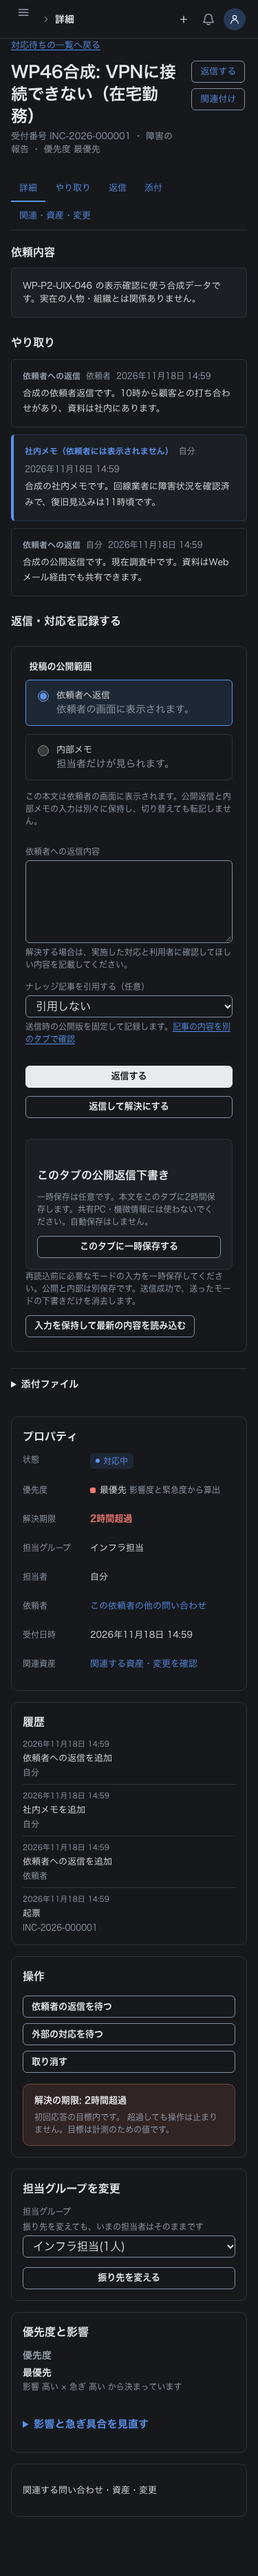 詳細
対応待ちの一覧へ戻る
WP46合成: VPNに接
続できない（在宅勤
務）
返信する
関連付け
受付番号 INC-2026-000001 ・ 障害の
報告 ・ 優先度 最優先
詳細 やり取り 返信 添付
関連・資産・変更
依頼内容
WP-P2-UIX-046 の表示確認に使う合成データで
す。実在の人物・組織とは関係ありません。
やり取り
依頼者への返信 依頼者 2026年11月18日 14:59
合成の依頼者返信です。10時から顧客との打ち合わ
せがあり、資料は社内にあります。
社内メモ（依頼者には表示されません） 自分
2026年11月18日 14:59
合成の社内メモです。回線業者に障害状況を確認済
みで、復旧見込みは11時頃です。
依頼者への返信 自分 2026年11月18日 14:59
合成の公開返信です。現在調査中です。資料はWeb
メール経由でも共有できます。
返信・対応を記録する
投稿の公開範囲
依頼者へ返信
依頼者の画面に表示されます。
内部メモ
担当者だけが見られます。
この本文は依頼者の画面に表示されます。公開返信と内
部メモの入力は別々に保持し、切り替えても転記しませ
ん。
依頼者への返信内容
解決する場合は、実施した対応と利用者に確認してほし
い内容を記載してください。
ナレッジ記事を引用する（任意）
引用しない
送信時の公開版を固定して記録します。記事の内容を別
のタブで確認
返信する
返信して解決にする
このタブの公開返信下書き
一時保存は任意です。本文をこのタブに2時間保
存します。共有PC・機微情報には使わないでく
ださい。自動保存はしません。
このタブに一時保存する
再読込前に必要なモードの入力を一時保存してくださ
い。公開と内部は別保存です。送信成功で、送ったモー
ドの下書きだけを消去します。
入力を保持して最新の内容を読み込む
添付ファイル
プロパティ
状態 対応中
優先度 最優先 影響度と緊急度から算出
解決期限 2時間超過
担当グループ インフラ担当
担当者 自分
依頼者 この依頼者の他の問い合わせ
受付日時 2026年11月18日 14:59
関連資産 関連する資産・変更を確認
履歴
2026年11月18日 14:59
依頼者への返信を追加
自分
2026年11月18日 14:59
社内メモを追加
自分
2026年11月18日 14:59
依頼者への返信を追加
依頼者
2026年11月18日 14:59
起票
INC-2026-000001
操作
依頼者の返信を待つ
外部の対応を待つ
取り消す
解決の期限: 2時間超過
初回応答の目標内です。 超過しても操作は止まり
ません。目標は計測のための値です。
担当グループを変更
担当グループ
振り先を変えても、いまの担当者はそのままです
インフラ担当(1人)
振り先を変える
優先度と影響
優先度
最優先
影響 高い × 急ぎ 高い から決まっています
影響と急ぎ具合を見直す
関連する問い合わせ・資産・変更